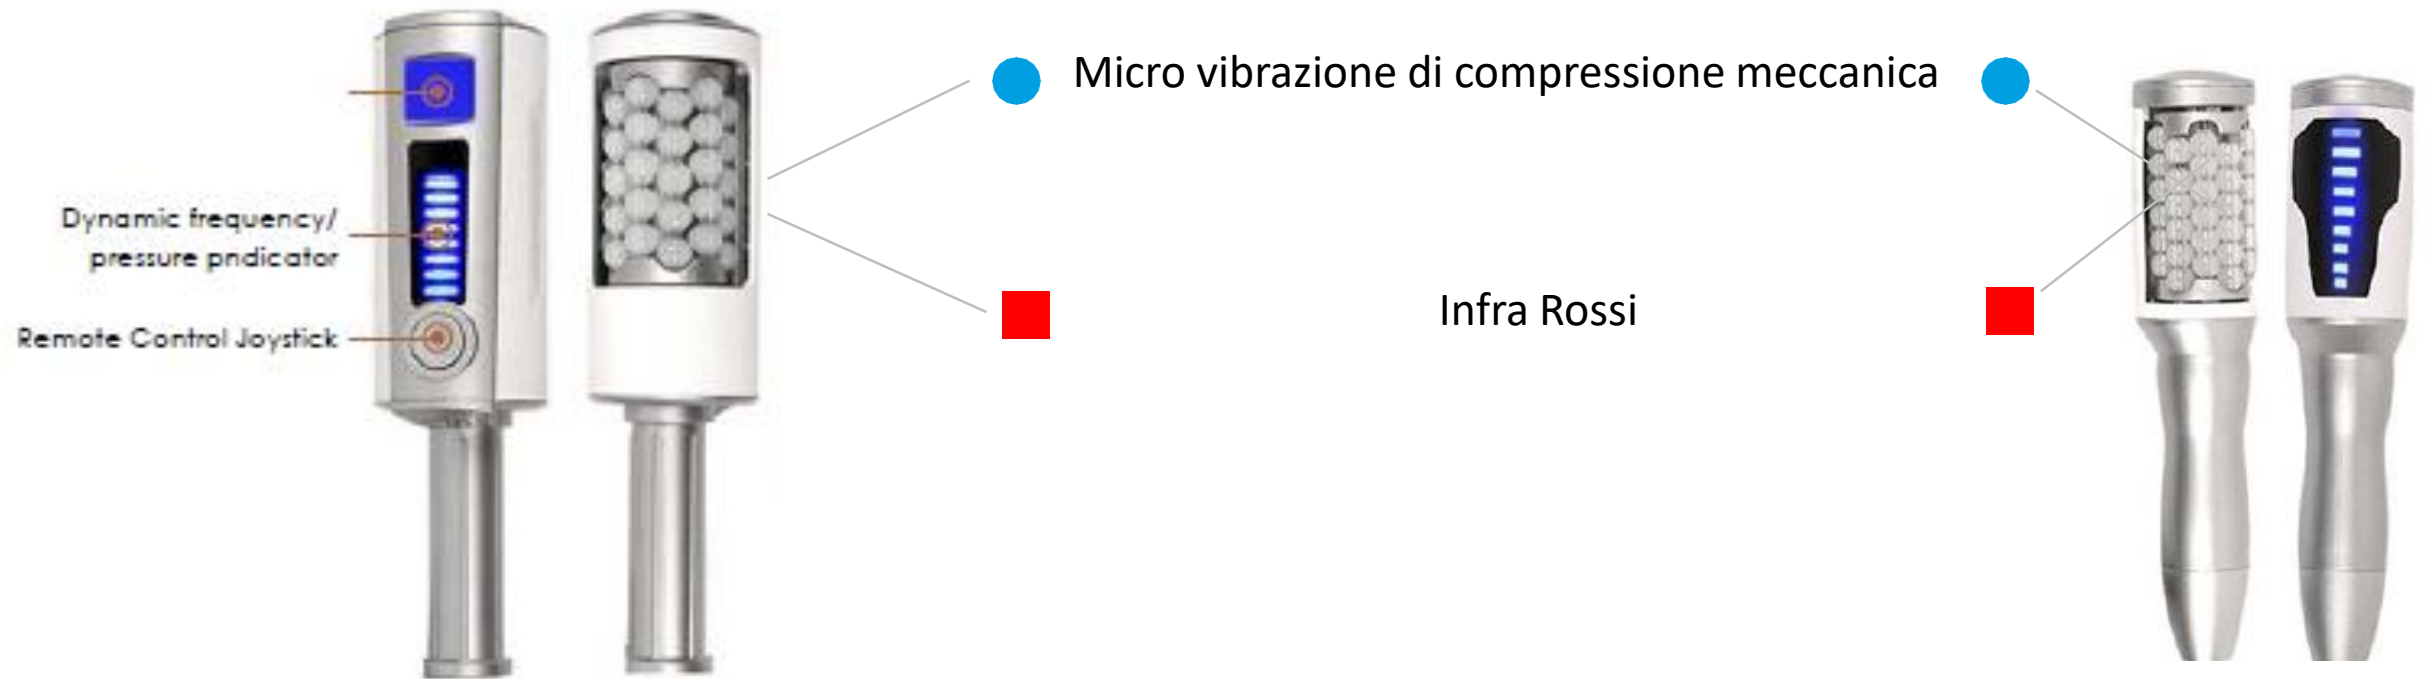 Micro vibrazione di compressione meccanica
Dynamic frequency/
pressure pndicator
Infra Rossi
Remote Control Joystick